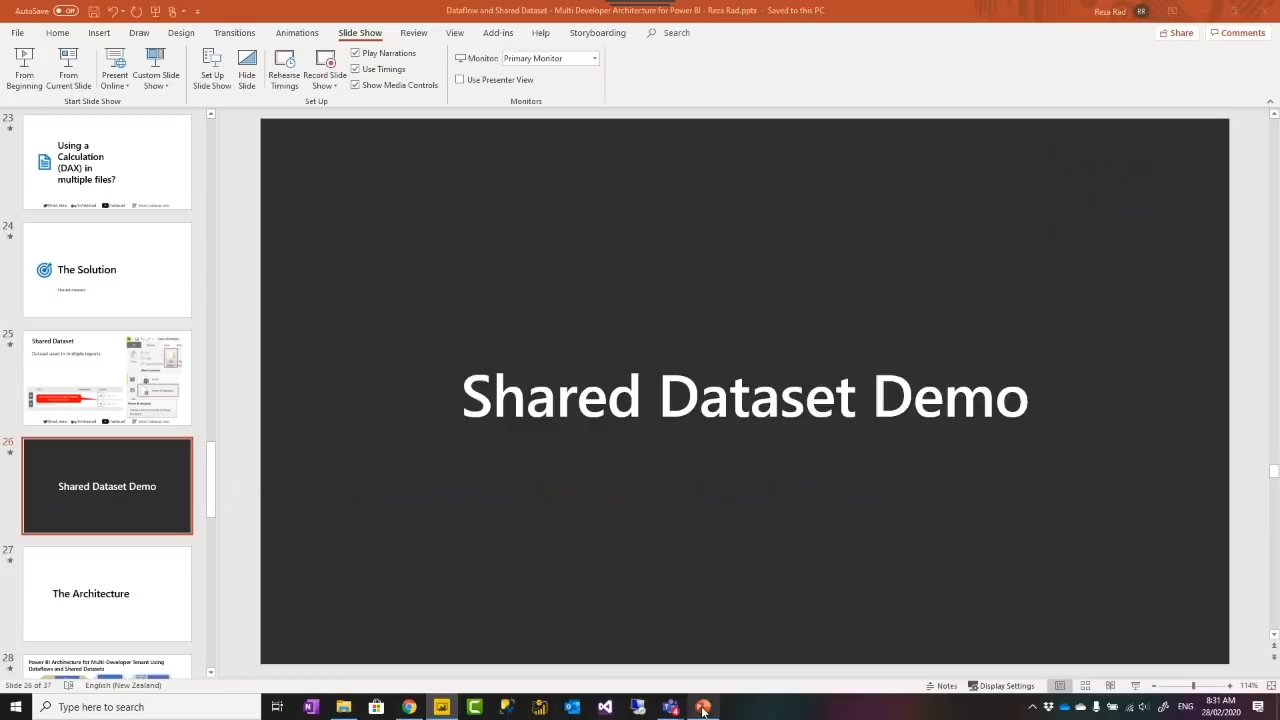 AutoSave Off
Dataflow and Shared Dataset - Multi Developer Architecture for Power BI - Reza Rad.pptx - Saved to this PC
Reza Rad RR
File Home Insert Draw Design Transitions Animations Slide Show Review View Add-ins Help Storyboarding Search
Share Comments
From Beginning
From Current Slide
Present Online
Custom Slide Show
Set Up Slide Show
Hide Slide
Rehearse Timings
Record Slide Show
Play Narrations
Use Timings
Show Media Controls
Monitor: Primary Monitor
Use Presenter View
Start Slide Show
Set Up
Monitors
23
Using a
Calculation
(DAX) in
multiple files?
24
The Solution
Shared dataset
25
Shared Dataset
Dataset used in multiple reports
26
Shared Dataset Demo
27
The Architecture
28
Power BI Architecture for Multi-Developer Tenant Using
Dataflows and Shared Datasets
Shared Dataset Demo
Slide 26 of 37 English (New Zealand)
Notes Display Settings 114%
Type here to search
ENG
8:31 AM
28/02/2020